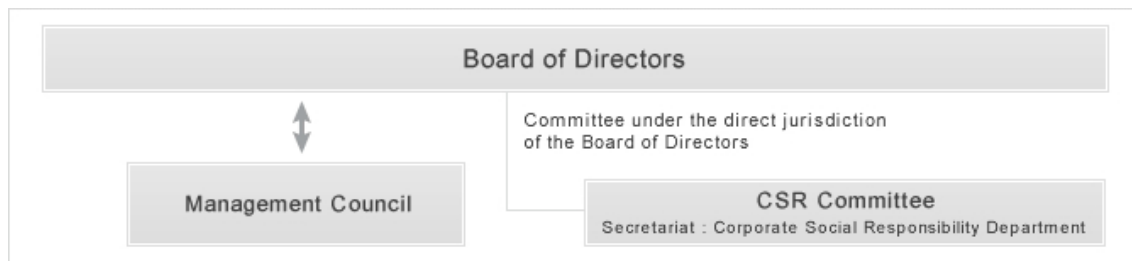 Board of Directors
Committee under the direct jurisdiction
of the Board of Directors
Management Council
CSR Committee
Secretariat : Corporate Social Responsibility Department